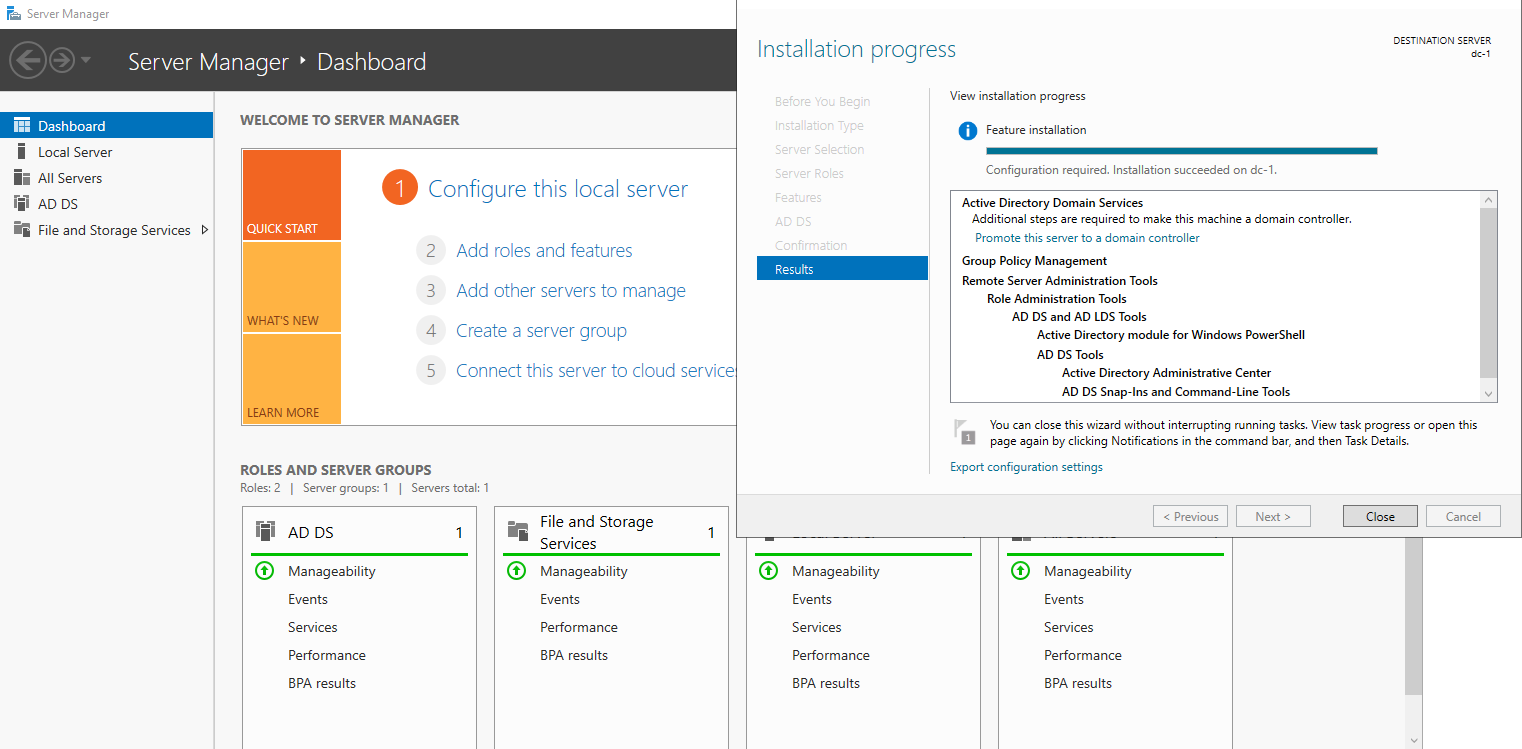 Server Manager
Server Manager ‣ Dashboard
Dashboard
Local Server
All Servers
AD DS
File and Storage Services
WELCOME TO SERVER MANAGER
QUICK START
WHAT'S NEW
LEARN MORE
1 Configure this local server
2 Add roles and features
3 Add other servers to manage
4 Create a server group
5 Connect this server to cloud services
ROLES AND SERVER GROUPS
Roles: 2 | Server groups: 1 | Servers total: 1
AD DS 1
Manageability
Events
Services
Performance
BPA results
File and Storage
Services 1
Manageability
Events
Performance
BPA results
Manageability
Events
Services
Performance
BPA results
Manageability
Events
Services
Performance
BPA results
Installation progress
DESTINATION SERVER
dc-1
Before You Begin
Installation Type
Server Selection
Server Roles
Features
AD DS
Confirmation
Results
View installation progress
Feature installation
Configuration required. Installation succeeded on dc-1.
Active Directory Domain Services
Additional steps are required to make this machine a domain controller.
Promote this server to a domain controller
Group Policy Management
Remote Server Administration Tools
Role Administration Tools
AD DS and AD LDS Tools
Active Directory module for Windows PowerShell
AD DS Tools
Active Directory Administrative Center
AD DS Snap-Ins and Command-Line Tools
1
You can close this wizard without interrupting running tasks. View task progress or open this
page again by clicking Notifications in the command bar, and then Task Details.
Export configuration settings
< Previous
Next >
Close
Cancel